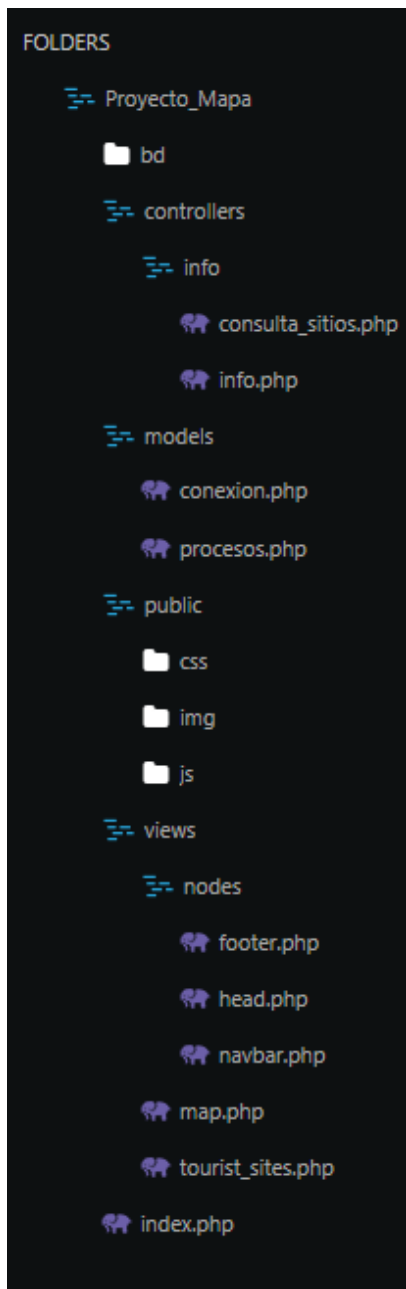 FOLDERS
Proyecto_Mapa
bd
controllers
info
consulta_sitios.php
info.php
models
conexion.php
procesos.php
public
css
img
js
views
nodes
footer.php
head.php
navbar.php
map.php
tourist_sites.php
index.php